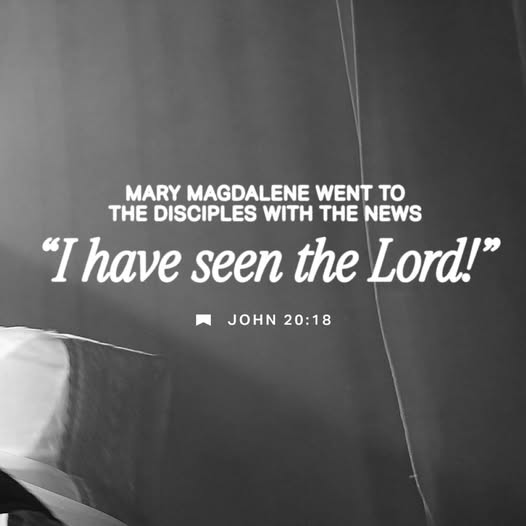 MARY MAGDALENE WENT TO
THE DISCIPLES WITH THE NEWS
“I have seen the Lord!”
JOHN 20:18